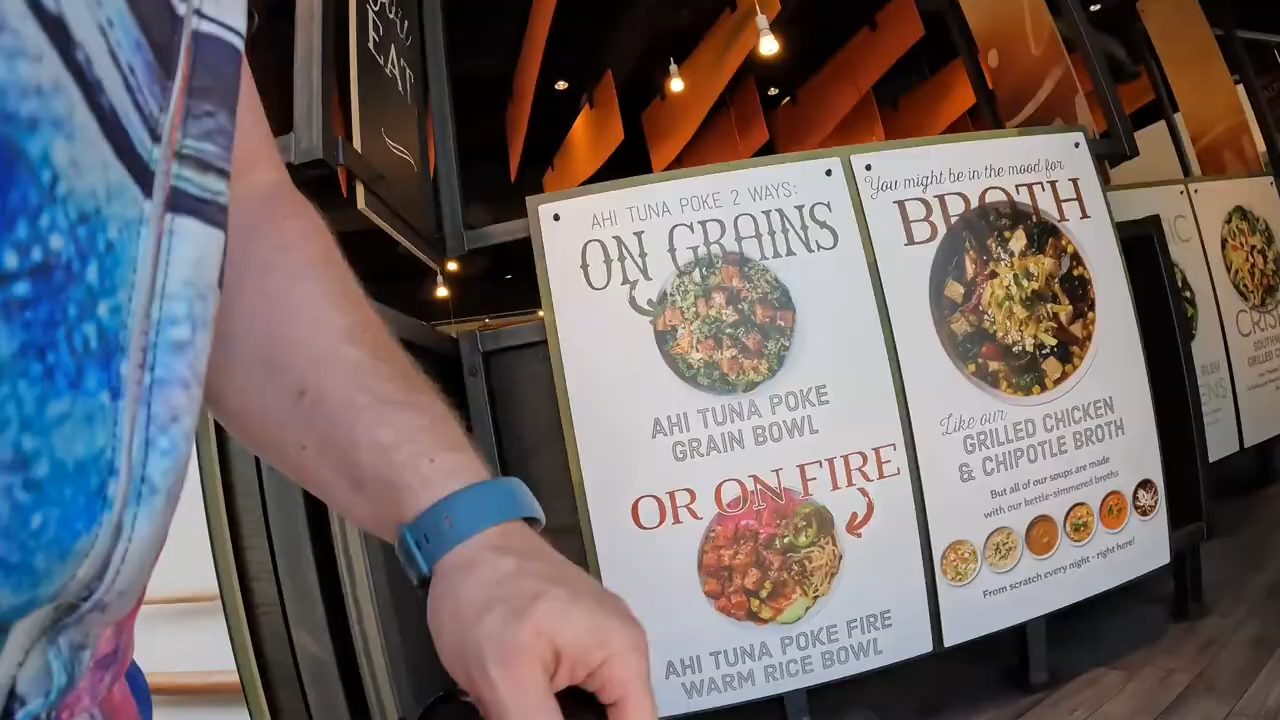 EAT
AHI TUNA POKE 2 WAYS:
ON GRAINS
AHI TUNA POKE
GRAIN BOWL
OR ON FIRE
AHI TUNA POKE FIRE
WARM RICE BOWL
You might be in the mood for
BROTH
Like our
GRILLED CHICKEN
& CHIPOTLE BROTH
But all of our soups are made
with our kettle-simmered broths
From scratch every night - right here!